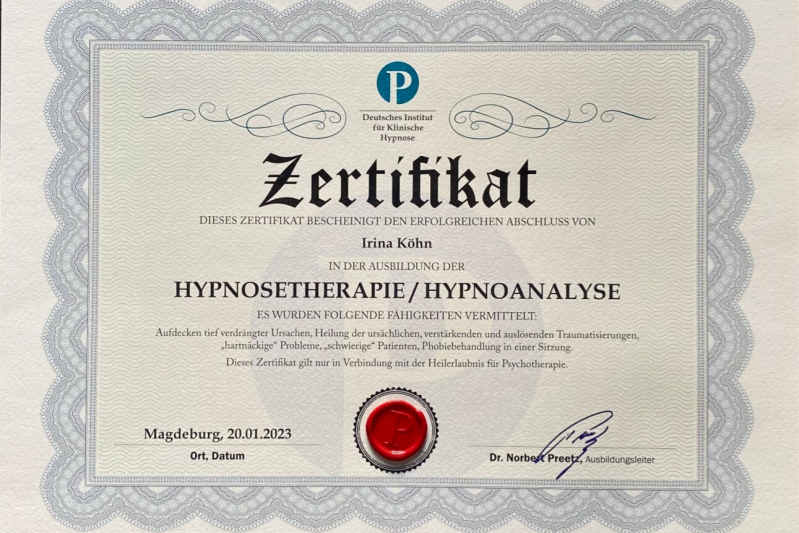 P
Deutsches Institut
für Klinische
Hypnose
Zertifikat
DIESES ZERTIFIKAT BESCHEINIGT DEN ERFOLGREICHEN ABSCHLUSS VON
Irina Köhn
IN DER AUSBILDUNG DER
HYPNOSETHERAPIE / HYPNOANALYSE
ES WURDEN FOLGENDE FÄHIGKEITEN VERMITTELT:
Aufdecken tief verdrängter Ursachen, Heilung der ursächlichen, verstärkenden und auslösenden Traumatisierungen,
„hartnäckige“ Probleme, „schwierige“ Patienten, Phobiebehandlung in einer Sitzung.
Dieses Zertifikat gilt nur in Verbindung mit der Heilerlaubnis für Psychotherapie.
Magdeburg, 20.01.2023
Ort, Datum
P
Dr. Norbert Preetz, Ausbildungsleiter